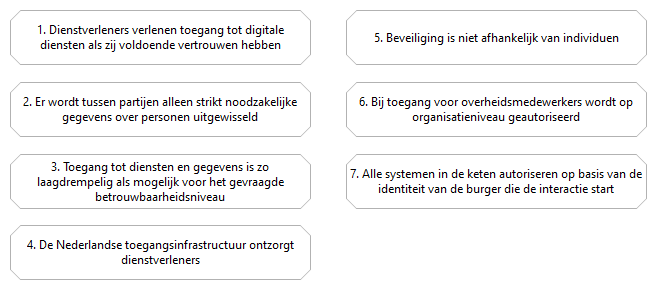 1. Dienstverleners verlenen toegang tot digitale
diensten als zij voldoende vertrouwen hebben
2. Er wordt tussen partijen alleen strikt noodzakelijke
gegevens over personen uitgewisseld
3. Toegang tot diensten en gegevens is zo
laagdrempelig als mogelijk voor het gevraagde
betrouwbaarheidsniveau
4. De Nederlandse toegangsinfrastructuur ontzorgt
dienstverleners
5. Beveiliging is niet afhankelijk van individuen
6. Bij toegang voor overheidsmedewerkers wordt op
organisatieniveau geautoriseerd
7. Alle systemen in de keten autoriseren op basis van de
identiteit van de burger die de interactie start